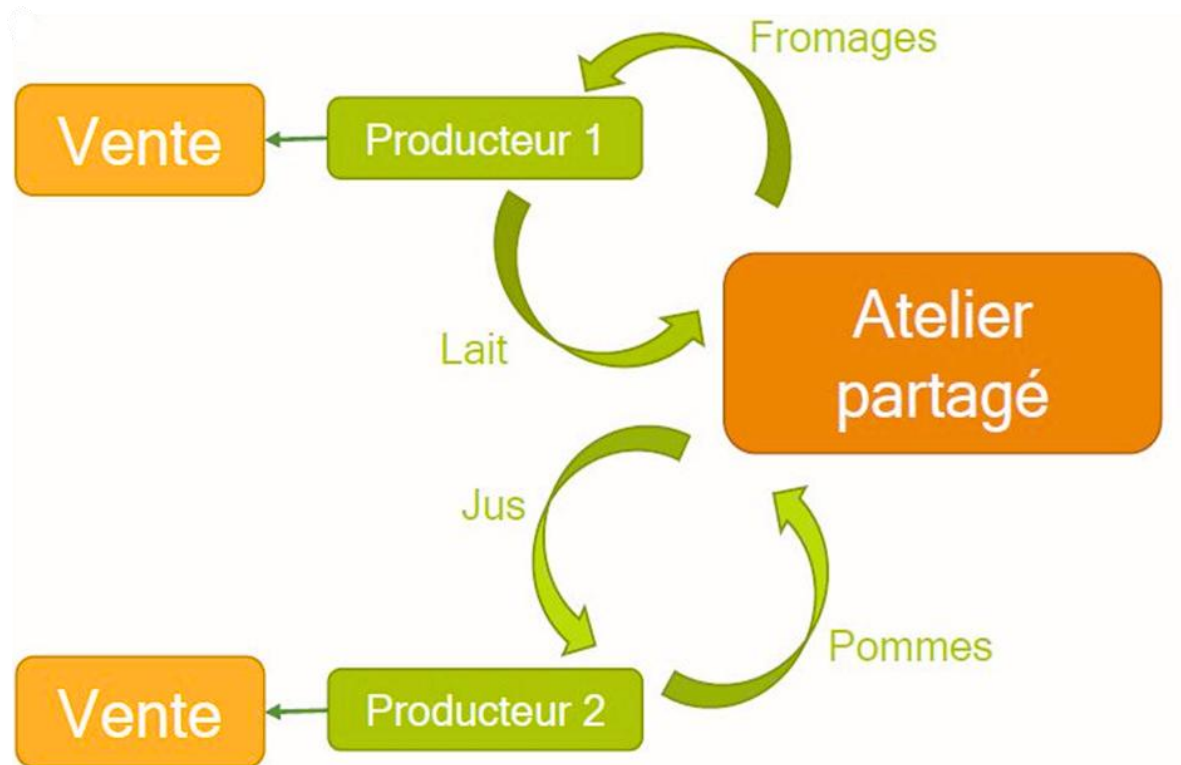 Fromages
Vente
Producteur 1
Lait
Atelier
partagé
Jus
Pommes
Vente
Producteur 2